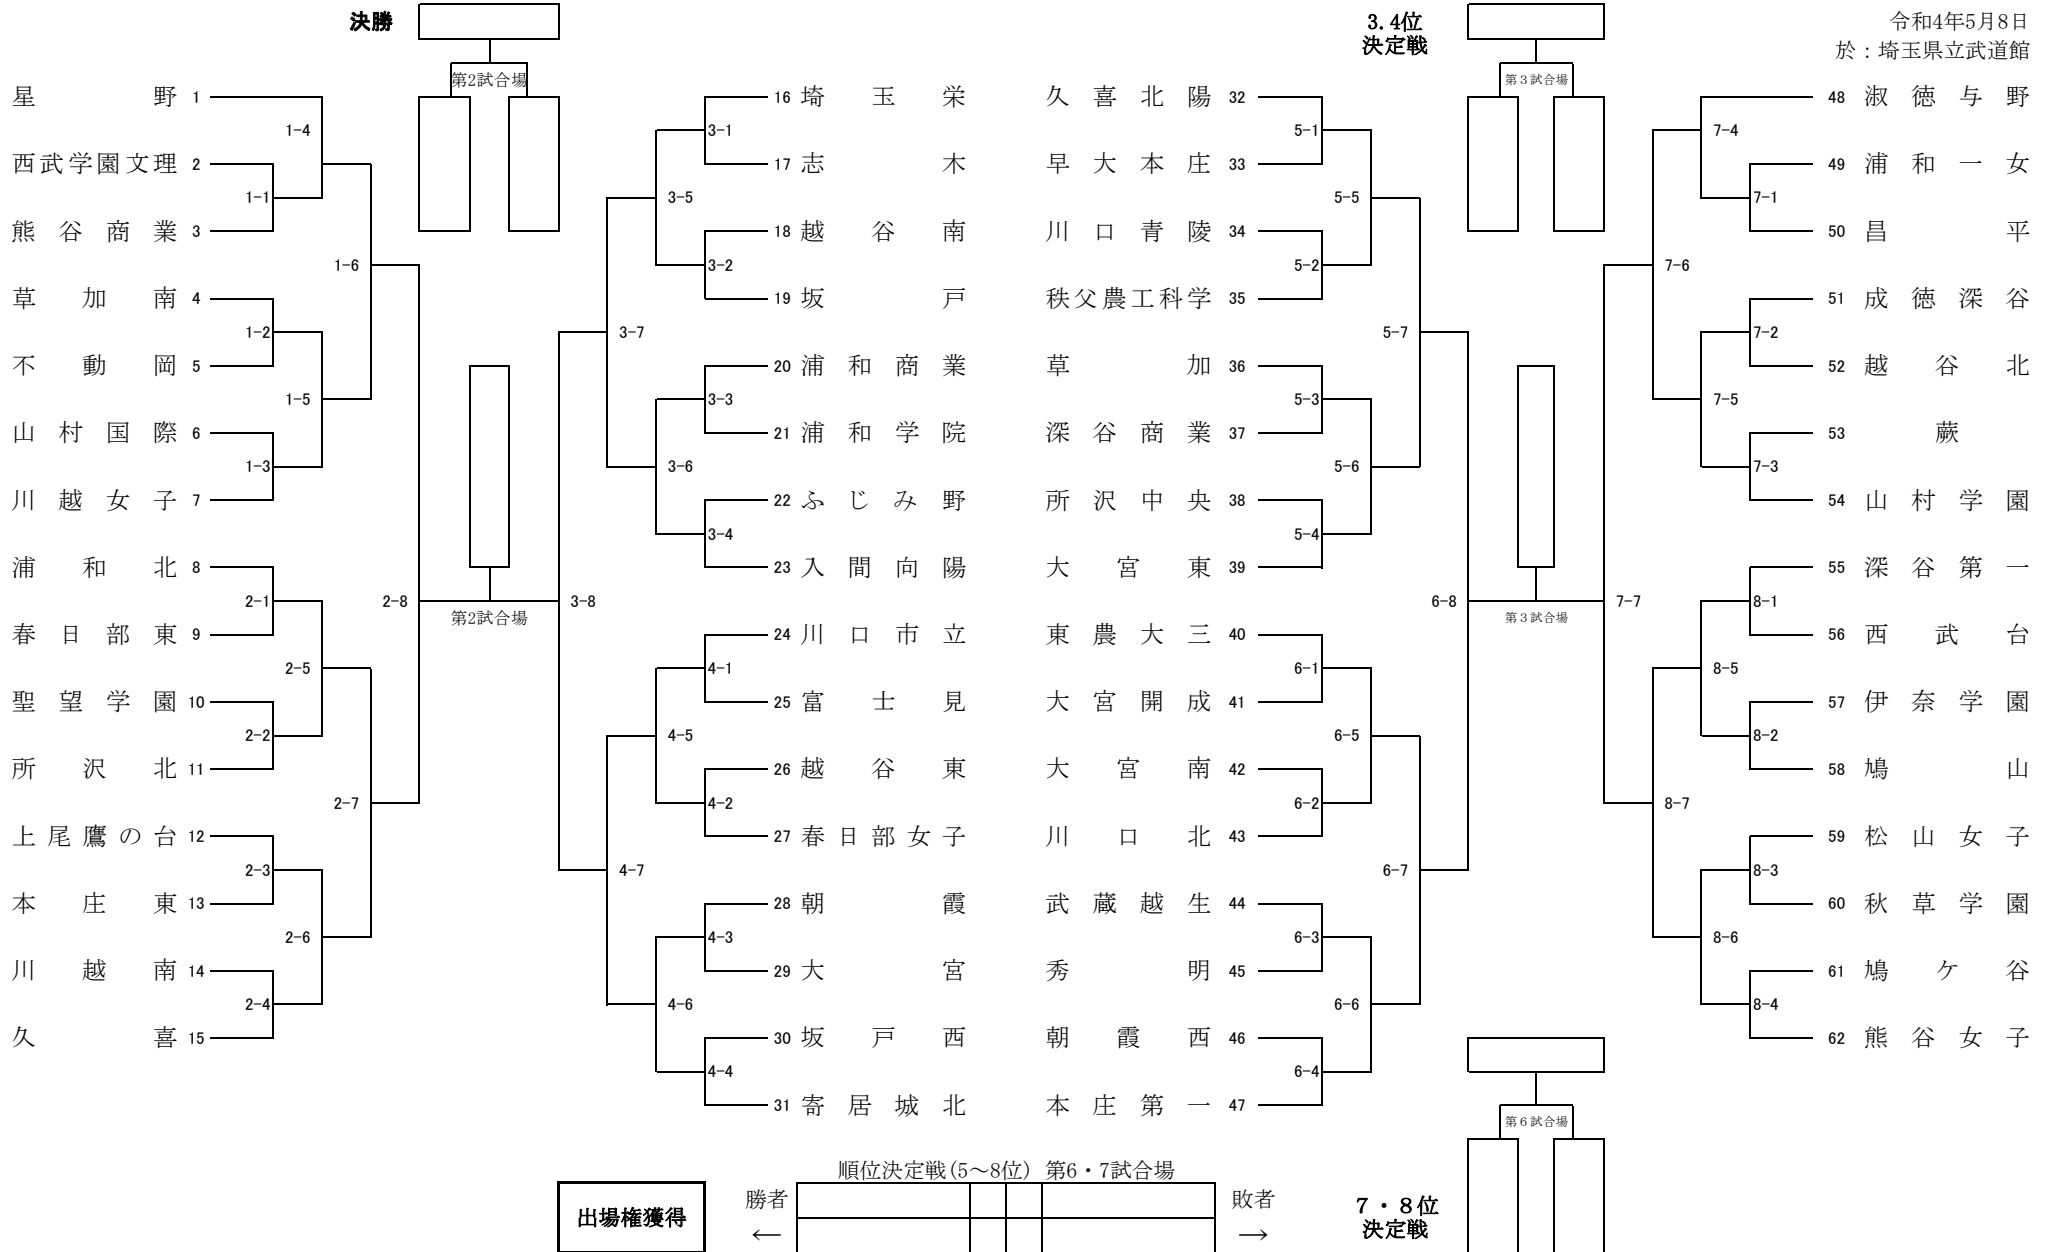 決勝
3.4位
決定戦
令和4年5月8日
於：埼玉県立武道館
第2試合場
第３試合場
星野 1
1-4
西武学園文理 2
1-1
熊谷商業 3
1-6
草加南 4
1-2
不動岡 5
1-5
山村国際 6
1-3
川越女子 7
浦和北 8
2-1
2-8
春日部東 9
2-5
聖望学園 10
2-2
所沢北 11
2-7
上尾鷹の台 12
2-3
本庄東 13
2-6
川越南 14
2-4
久喜 15
第2試合場
16 埼玉栄
3-1
17 志木
3-5
18 越谷南
3-2
19 坂戸
3-7
20 浦和商業
3-3
21 浦和学院
3-6
22 ふじみ野
3-4
23 入間向陽
3-8
24 川口市立
4-1
25 富士見
4-5
26 越谷東
4-2
27 春日部女子
4-7
28 朝霞
4-3
29 大宮
4-6
30 坂戸西
4-4
31 寄居城北
久喜北陽 32
5-1
早大本庄 33
5-5
川口青陵 34
5-2
秩父農工科学 35
5-7
草加 36
5-3
深谷商業 37
5-6
所沢中央 38
5-4
大宮東 39
6-8
東農大三 40
6-1
大宮開成 41
6-5
大宮南 42
6-2
川口北 43
6-7
武蔵越生 44
6-3
秀明 45
6-6
朝霞西 46
6-4
本庄第一 47
第３試合場
48 淑徳与野
7-4
49 浦和一女
7-1
50 昌平
7-6
51 成徳深谷
7-2
52 越谷北
7-5
53 蕨
7-3
54 山村学園
55 深谷第一
7-7
8-1
56 西武台
8-5
57 伊奈学園
8-2
58 鳩山
8-7
59 松山女子
8-3
60 秋草学園
8-6
61 鳩ケ谷
8-4
62 熊谷女子
第６試合場
順位決定戦(5～8位) 第6・7試合場
出場権獲得
勝者
←
敗者
→
７・８位
決定戦